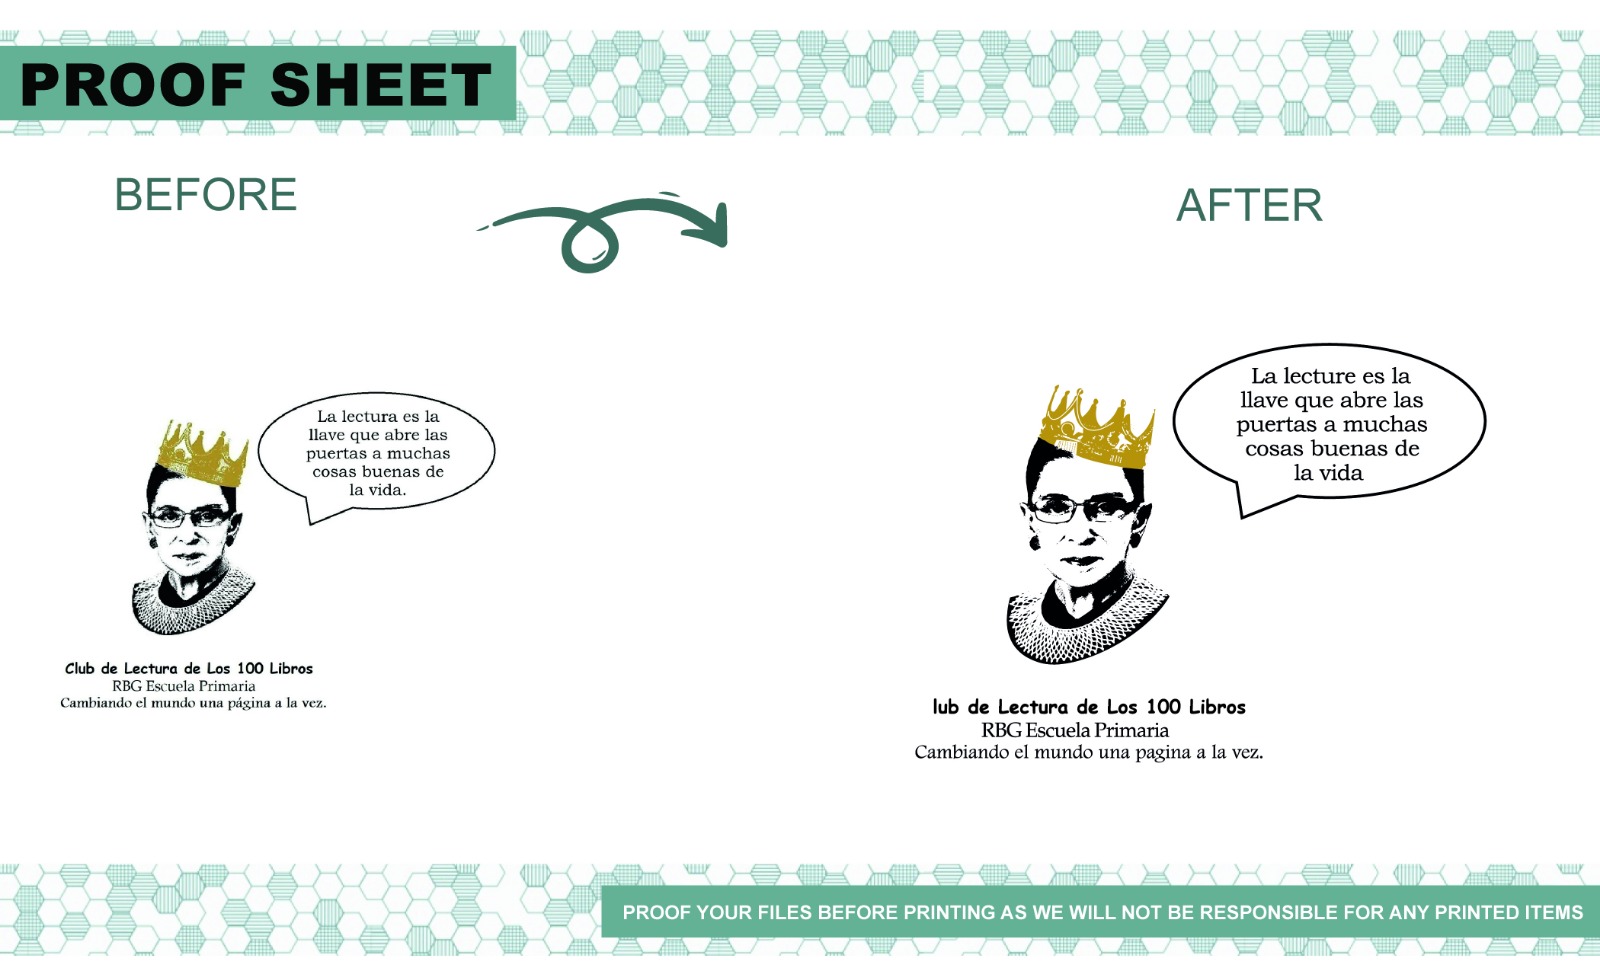 PROOF SHEET
BEFORE
AFTER
La lectura es la
llave que abre las
puertas a muchas
cosas buenas de
la vida.
Club de Lectura de Los 100 Libros
RBG Escuela Primaria
Cambiando el mundo una página a la vez.
La lecture es la
llave que abre las
puertas a muchas
cosas buenas de
la vida
lub de Lectura de Los 100 Libros
RBG Escuela Primaria
Cambiando el mundo una pagina a la vez.
PROOF YOUR FILES BEFORE PRINTING AS WE WILL NOT BE RESPONSIBLE FOR ANY PRINTED ITEMS